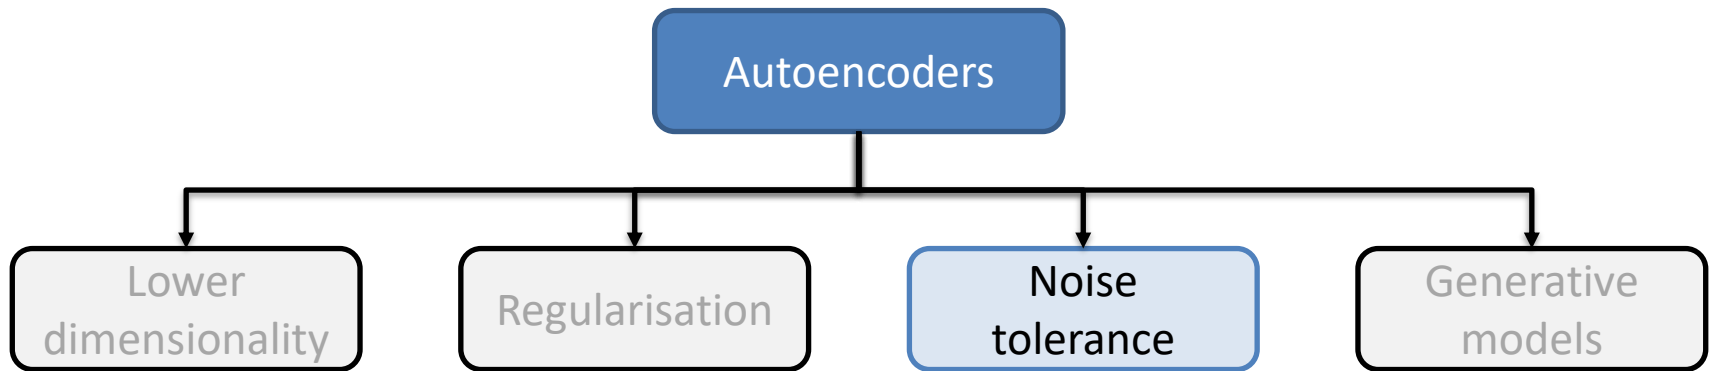 Autoencoders
Lower
dimensionality
Regularisation
Noise
tolerance
Generative
models